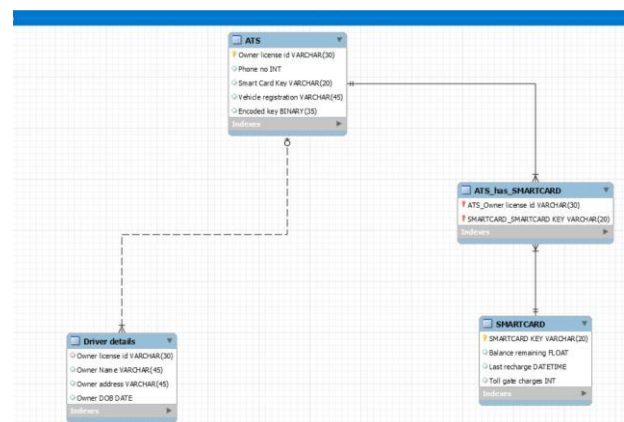 ATS
Owner license id VARCHAR(30)
Phone no INT
Smart Card Key VARCHAR(20)
Vehicle registration VARCHAR(45)
Encoded key BINARY(35)
Indexes
ATS_has_SMARTCARD
ATS_Owner license id VARCHAR(30)
SMARTCARD_SMARTCARD KEY VARCHAR(20)
Indexes
Driver details
Owner license id VARCHAR(30)
Owner Name VARCHAR(45)
Owner address VARCHAR(45)
Owner DOB DATE
Indexes
SMARTCARD
SMARTCARD KEY VARCHAR(20)
Balance remaining FLOAT
Last recharge DATETIME
Toll gate charges INT
Indexes